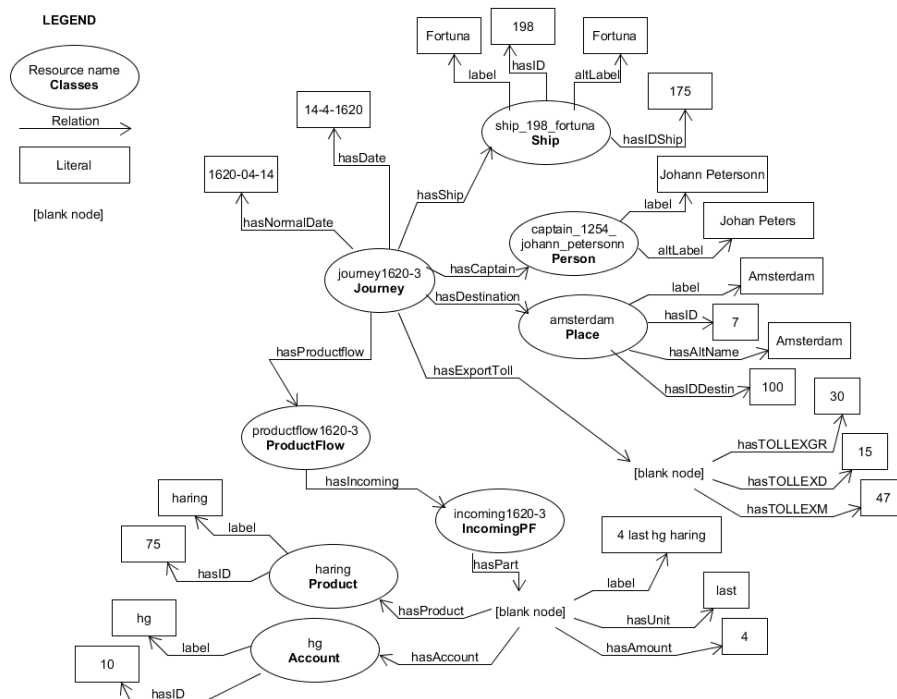 LEGEND
Resource name
Classes
Relation
Literal
[blank node]
Fortuna
198
Fortuna
label
hasID
altLabel
175
ship_198_fortuna
Ship
hasIDShip
14-4-1620
hasDate
1620-04-14
hasNormalDate
hasShip
Johann Petersonn
label
captain_1254_
johann_petersonn
Person
Johan Peters
altLabel
journey1620-3
Journey
hasCaptain
hasDestination
label
Amsterdam
amsterdam
Place
hasID
7
hasAltName
Amsterdam
hasIDDestin
100
hasProductflow
hasExportToll
30
productflow1620-3
ProductFlow
hasTOLLEXGR
15
[blank node]
hasTOLLEXD
hasTOLLEXM
47
hasIncoming
incoming1620-3
IncomingPF
hasPart
haring
label
75
hasID
haring
Product
hasProduct
[blank node]
4 last hg haring
label
last
hasUnit
hasAmount
4
hg
label
hg
Account
hasAccount
10
hasID